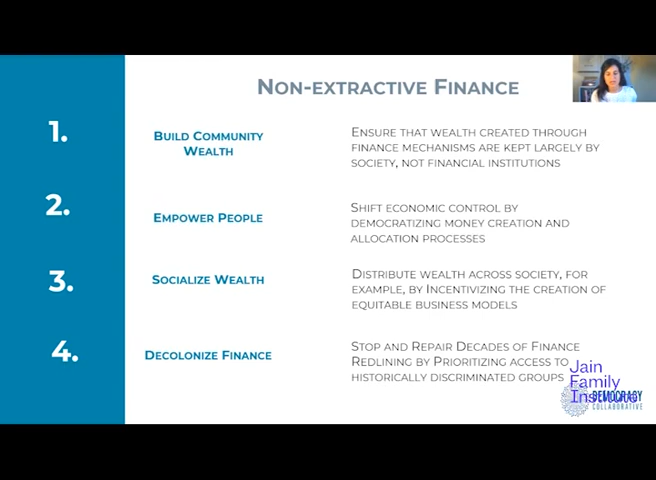 NON-EXTRACTIVE FINANCE
1.
BUILD COMMUNITY
WEALTH
ENSURE THAT WEALTH CREATED THROUGH
FINANCE MECHANISMS ARE KEPT LARGELY BY
SOCIETY, NOT FINANCIAL INSTITUTIONS
2.
EMPOWER PEOPLE
SHIFT ECONOMIC CONTROL BY
DEMOCRATIZING MONEY CREATION AND
ALLOCATION PROCESSES
3.
SOCIALIZE WEALTH
DISTRIBUTE WEALTH ACROSS SOCIETY, FOR
EXAMPLE, BY INCENTIVIZING THE CREATION OF
EQUITABLE BUSINESS MODELS
4.
DECOLONIZE FINANCE
STOP AND REPAIR DECADES OF FINANCE
REDLINING BY PRIORITIZING ACCESS TO
HISTORICALLY DISCRIMINATED GROUPS
Jain
Family
Institute
DEMOCRACY
COLLABORATIVE